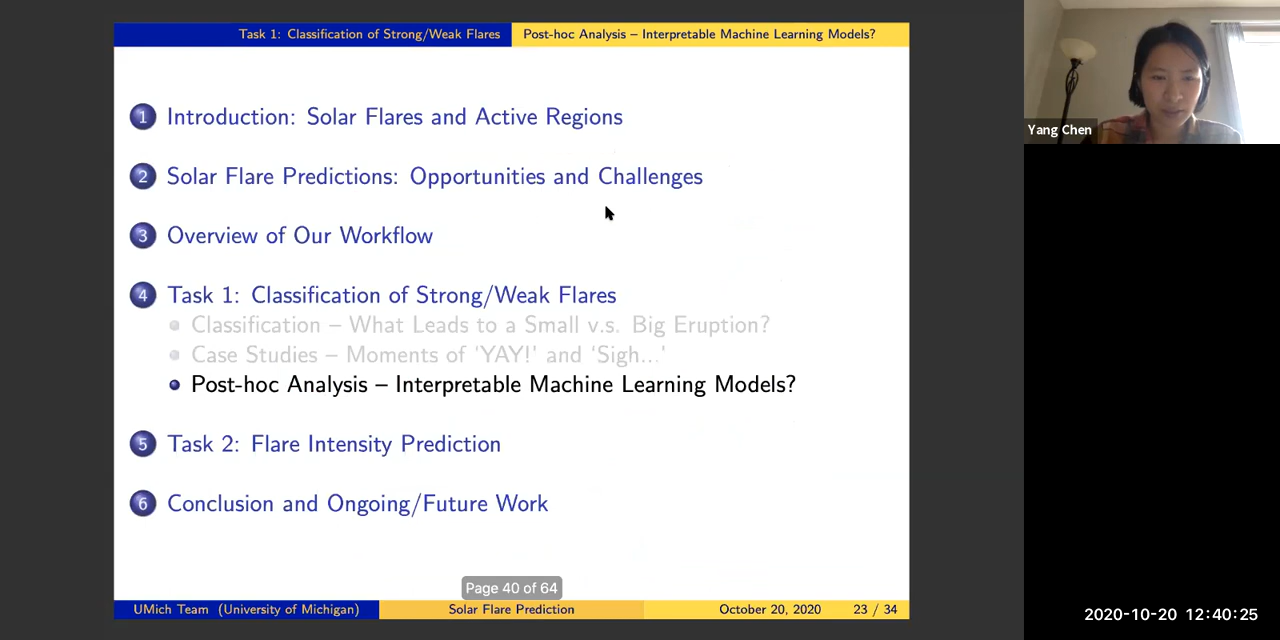 Task 1: Classification of Strong/Weak Flares
Post-hoc Analysis – Interpretable Machine Learning Models?
1 Introduction: Solar Flares and Active Regions
2 Solar Flare Predictions: Opportunities and Challenges
3 Overview of Our Workflow
4 Task 1: Classification of Strong/Weak Flares
Classification – What Leads to a Small v.s. Big Eruption?
Case Studies – Moments of 'YAY!' and 'Sigh...'
Post-hoc Analysis – Interpretable Machine Learning Models?
5 Task 2: Flare Intensity Prediction
6 Conclusion and Ongoing/Future Work
Page 40 of 64
UMich Team (University of Michigan)
Solar Flare Prediction
October 20, 2020
23 / 34
Yang Chen
2020-10-20 12:40:25